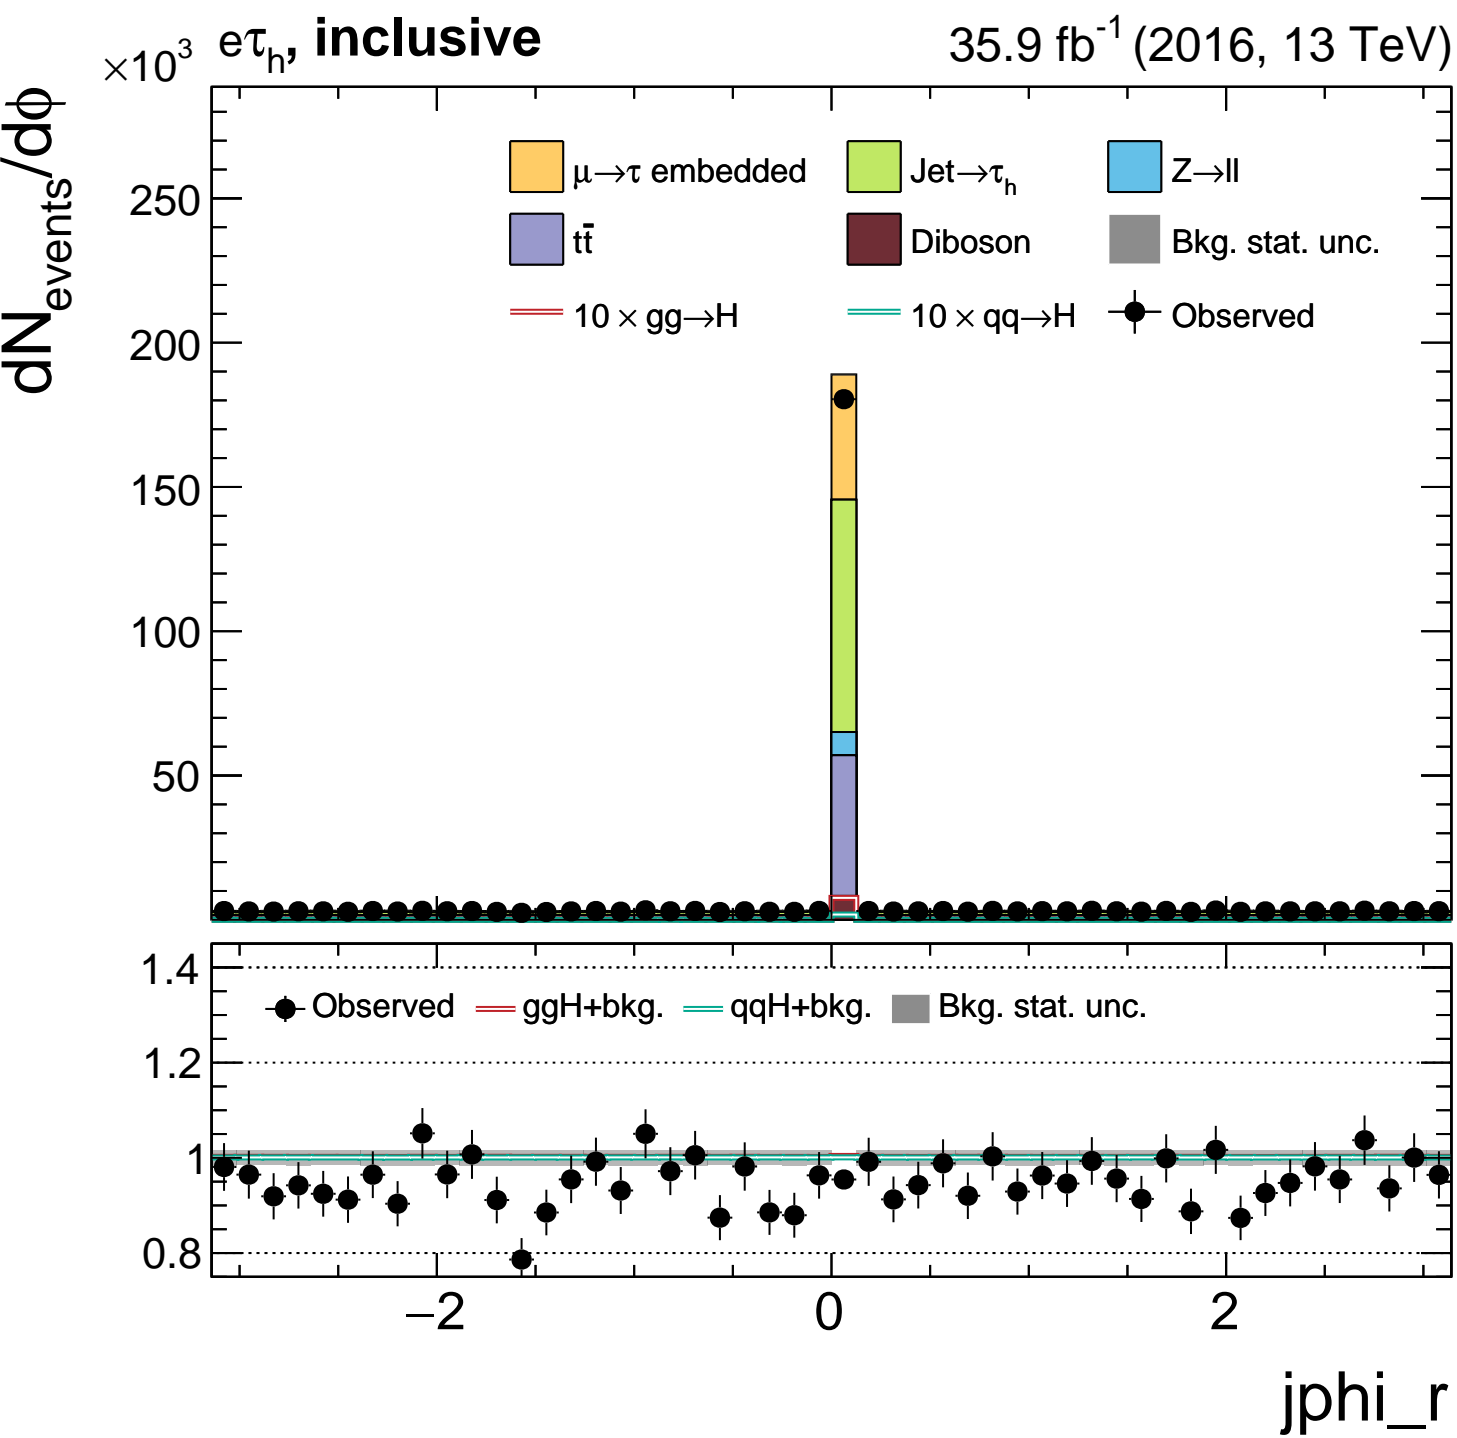 ×10³ eτₕ, inclusive 35.9 fb⁻¹ (2016, 13 TeV)
dN_events/dϕ
μ→τ embedded Jet→τₕ Z→ll
tt̄ Diboson Bkg. stat. unc.
10 × gg→H 10 × qq→H Observed
250
200
150
100
50
1.4
Observed ggH+bkg. qqH+bkg. Bkg. stat. unc.
1.2
1
0.8
−2 0 2
jphi_r